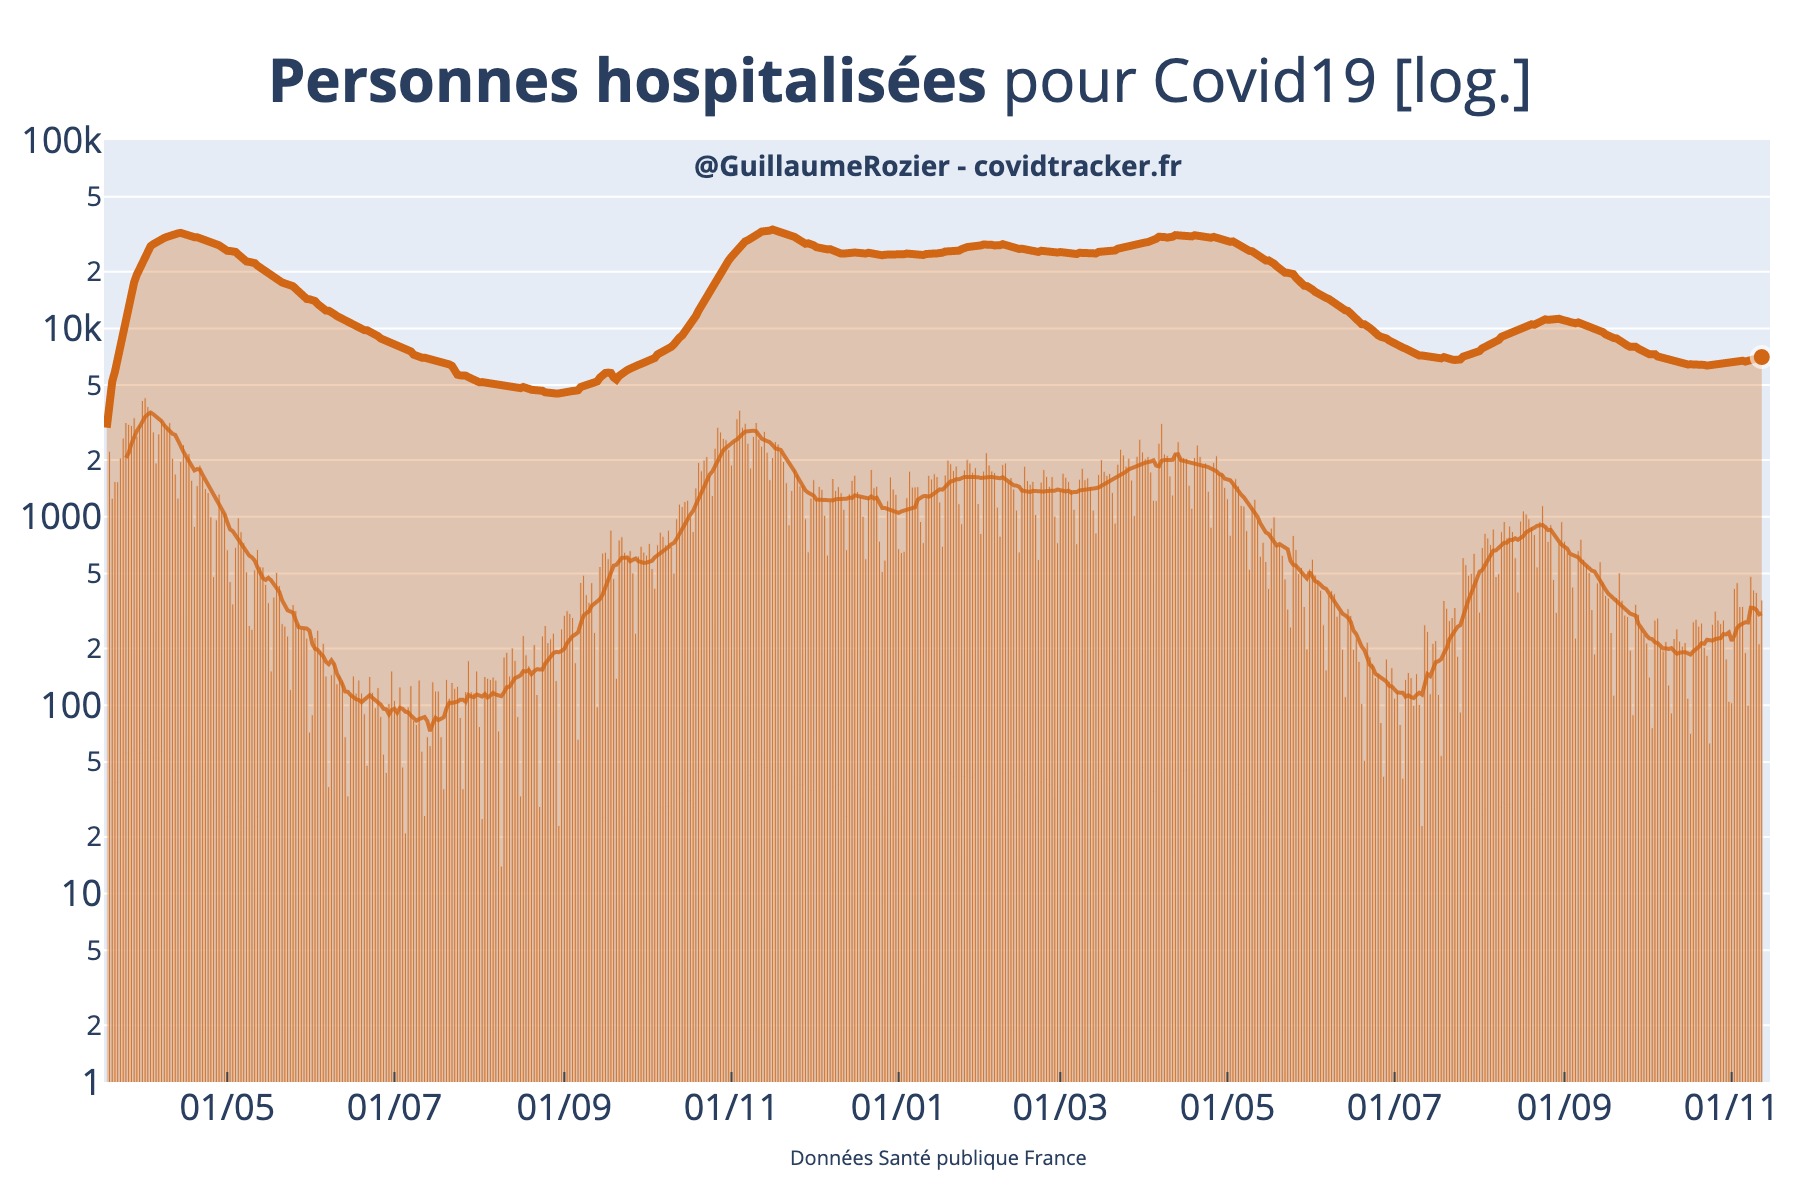 Personnes hospitalisées pour Covid19 [log.]
@GuillaumeRozier - covidtracker.fr
100k
5
2
10k
5
2
1000
5
2
100
5
2
10
5
2
1
01/05 01/07 01/09 01/11 01/01 01/03 01/05 01/07 01/09 01/11
Données Santé publique France